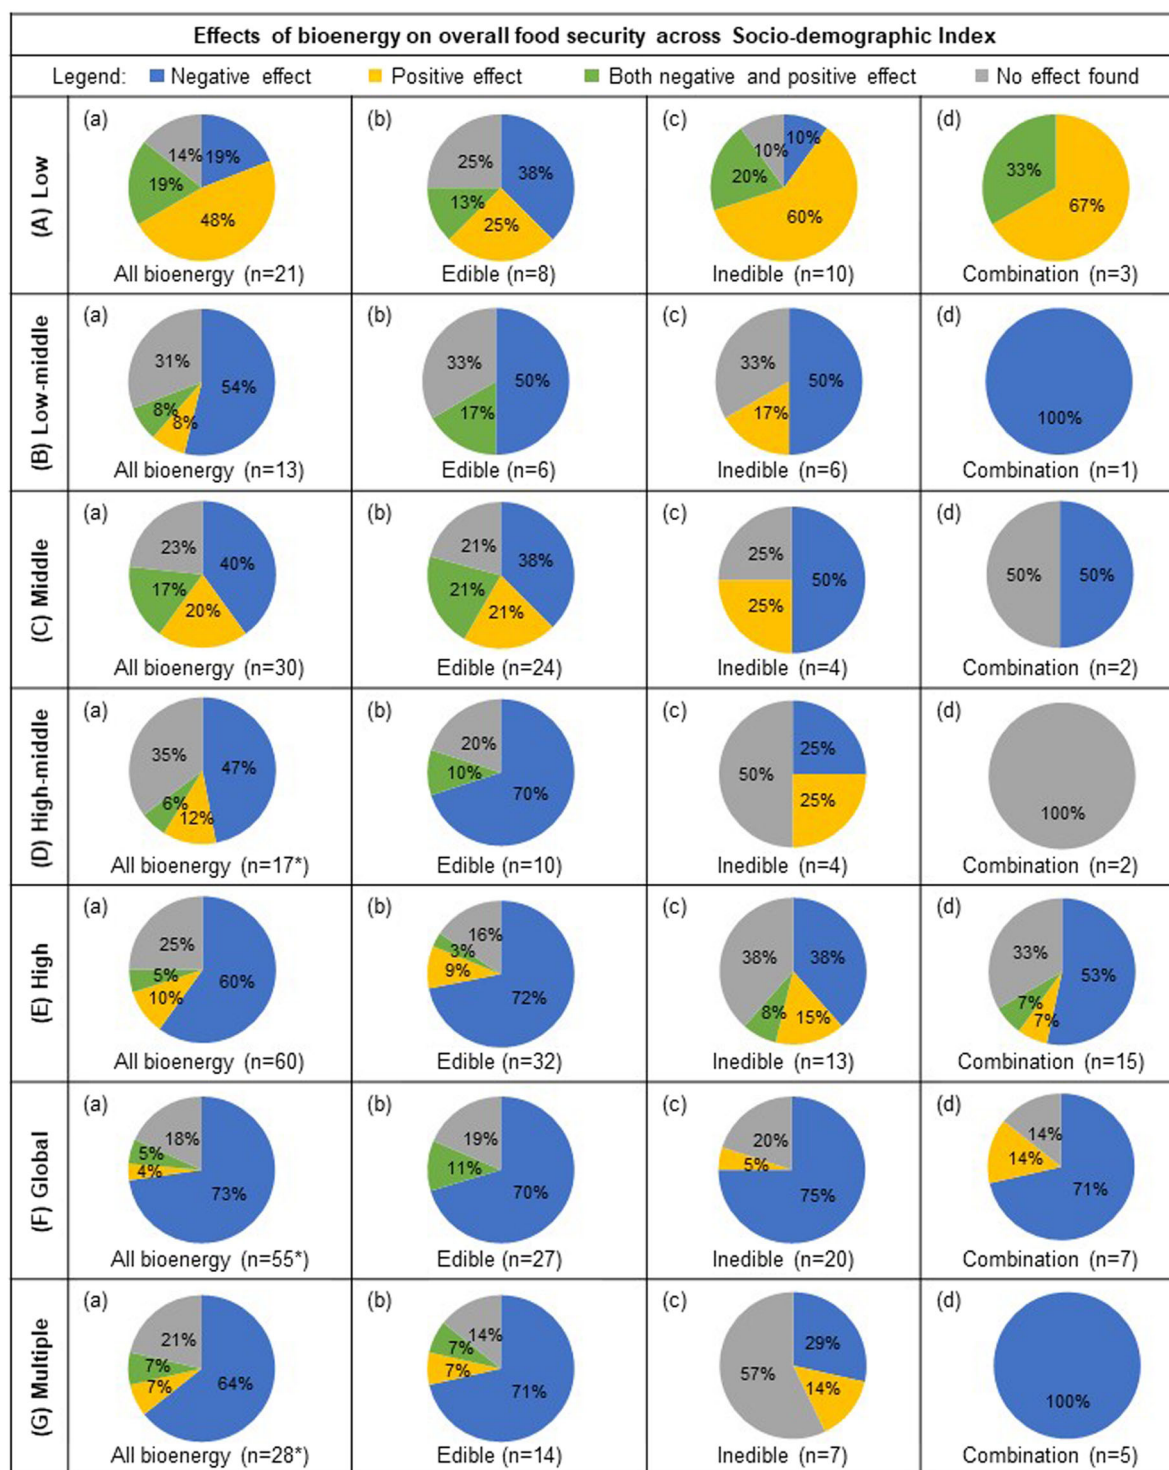 Effects of bioenergy on overall food security across Socio-demographic Index
Legend: Negative effect Positive effect Both negative and positive effect No effect found
(A) Low
(a)
14% 19%
19%
48%
All bioenergy (n=21)
(b)
25% 38%
13%
25%
Edible (n=8)
(c)
10%
10%
20%
60%
Inedible (n=10)
(d)
33%
67%
Combination (n=3)
(B) Low-middle
(a)
31%
54%
8%
8%
All bioenergy (n=13)
(b)
33%
50%
17%
Edible (n=6)
(c)
33%
50%
17%
Inedible (n=6)
(d)
100%
Combination (n=1)
(C) Middle
(a)
23%
40%
17%
20%
All bioenergy (n=30)
(b)
21%
38%
21%
21%
Edible (n=24)
(c)
25%
50%
25%
Inedible (n=4)
(d)
50% 50%
Combination (n=2)
(D) High-middle
(a)
35%
47%
6%
12%
All bioenergy (n=17*)
(b)
20%
10%
70%
Edible (n=10)
(c)
25%
50%
25%
Inedible (n=4)
(d)
100%
Combination (n=2)
(E) High
(a)
25%
5% 60%
10%
All bioenergy (n=60)
(b)
16%
3%
9%
72%
Edible (n=32)
(c)
38% 38%
8% 15%
Inedible (n=13)
(d)
33%
53%
7%
7%
Combination (n=15)
(F) Global
(a)
18%
5%
4%
73%
All bioenergy (n=55*)
(b)
19%
11%
70%
Edible (n=27)
(c)
20%
5%
75%
Inedible (n=20)
(d)
14%
14%
71%
Combination (n=7)
(G) Multiple
(a)
21%
7%
7% 64%
All bioenergy (n=28*)
(b)
14%
7%
7%
71%
Edible (n=14)
(c)
29%
57%
14%
Inedible (n=7)
(d)
100%
Combination (n=5)